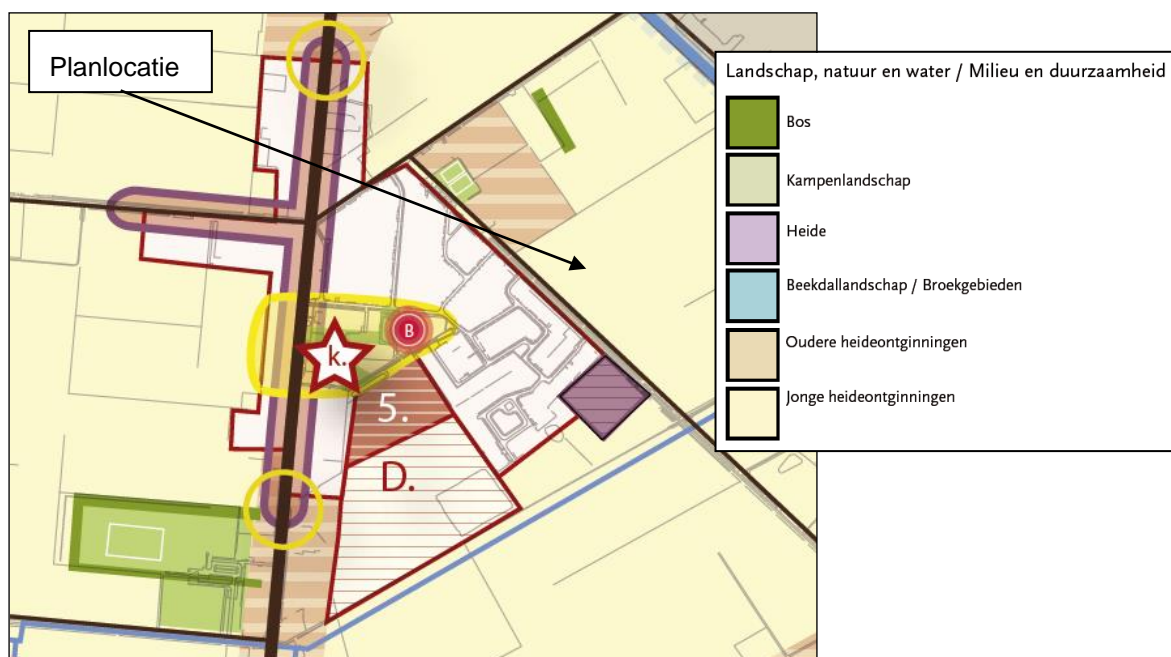 Planlocatie
Landschap, natuur en water / Milieu en duurzaamheid
Bos
Kampenlandschap
Heide
Beekdallandschap / Broekgebieden
Oudere heideontginningen
Jonge heideontginningen
B
k.
5.
D.